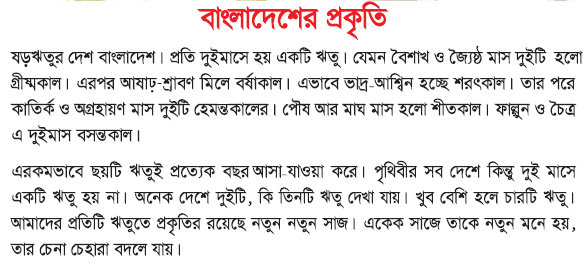 বাংলাদেশের প্রকৃতি
ষড়ঋতুর দেশ বাংলাদেশ। প্রতি দুইমাসে হয় একটি ঋতু। যেমন বৈশাখ ও জ্যৈষ্ঠ মাস দুইটি হলো
গ্রীষ্মকাল। এরপর আষাঢ়-শ্রাবণ মিলে বর্ষাকাল। এভাবে ভাদ্র-আশ্বিন হচ্ছে শরৎকাল। তার পরে
কাতির্ক ও অগ্রহায়ণ মাস দুইটি হেমন্তকালের। পৌষ আর মাঘ মাস হলো শীতকাল। ফাল্গুন ও চৈত্র
এ দুইমাস বসন্তকাল।
এরকমভাবে ছয়টি ঋতুই প্রত্যেক বছর আসা-যাওয়া করে। পৃথিবীর সব দেশে কিন্তু দুই মাসে
একটি ঋতু হয় না। অনেক দেশে দুইটি, কি তিনটি ঋতু দেখা যায়। খুব বেশি হলে চারটি ঋতু।
আমাদের প্রতিটি ঋতুতে প্রকৃতির রয়েছে নতুন নতুন সাজ। একেক সাজে তাকে নতুন মনে হয়,
তার চেনা চেহারা বদলে যায়।